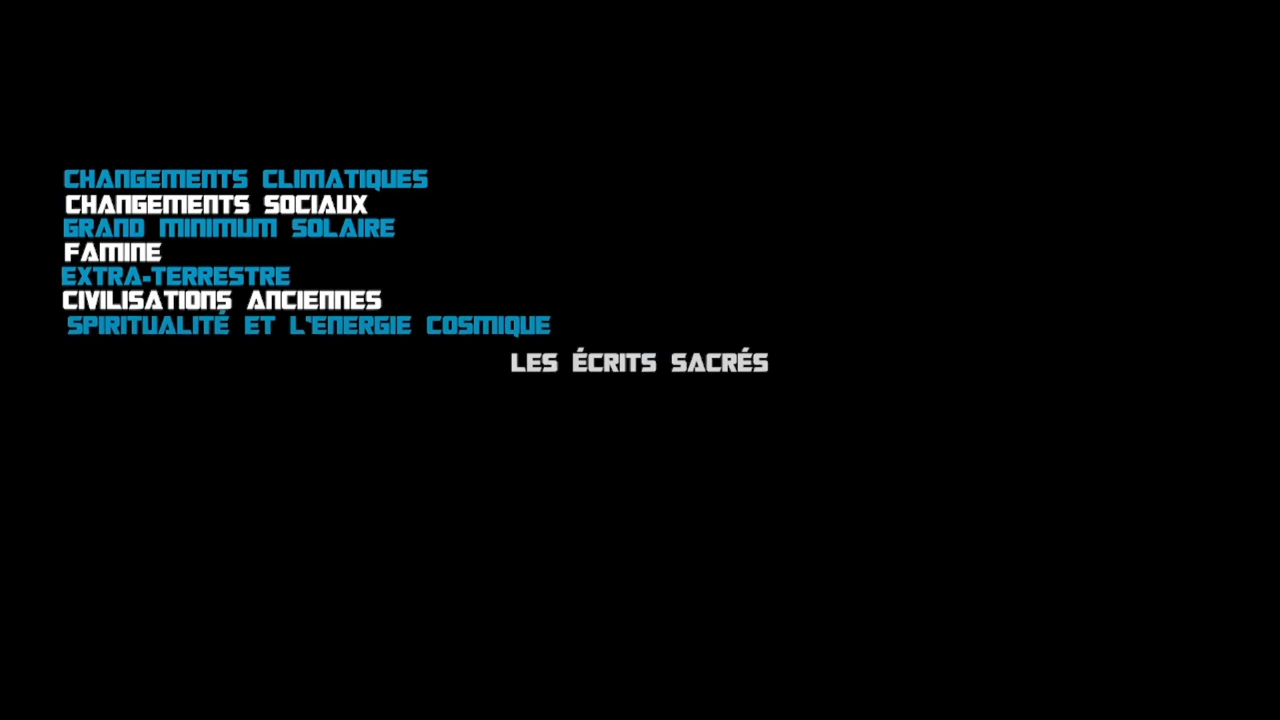 CHANGEMENTS CLIMATIQUES
CHANGEMENTS SOCIAUX
GRAND MINIMUM SOLAIRE
FAMINE
EXTRA-TERRESTRE
CIVILISATIONS ANCIENNES
SPIRITUALITÉ ET L'ENERGIE COSMIQUE
LES ÉCRITS SACRÉS